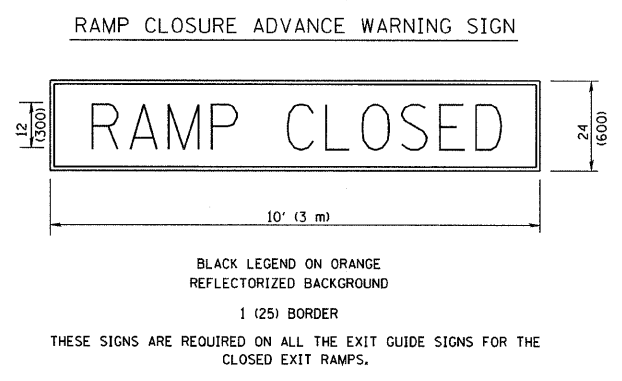 RAMP CLOSURE ADVANCE WARNING SIGN
RAMP CLOSED
12
(300)
24
(600)
10' (3 m)
BLACK LEGEND ON ORANGE
REFLECTORIZED BACKGROUND
1 (25) BORDER
THESE SIGNS ARE REQUIRED ON ALL THE EXIT GUIDE SIGNS FOR THE
CLOSED EXIT RAMPS.